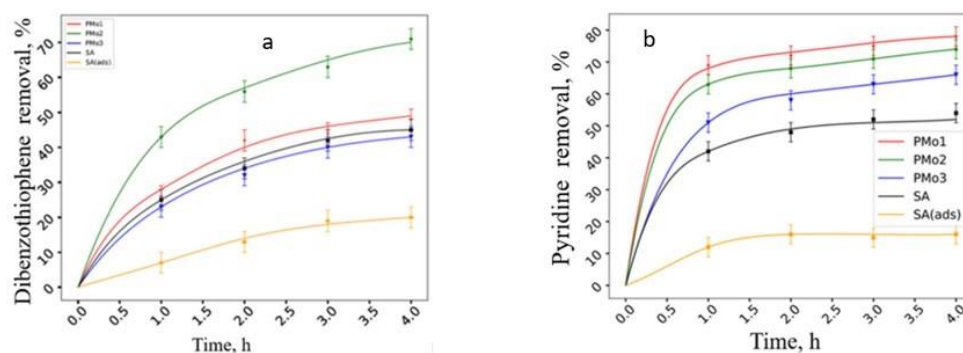 a
PMo1
PMo2
PMo3
SA
SA(ads)
Dibenzothiophene removal, %
70
60
50
40
30
20
10
0
0.0 0.5 1.0 1.5 2.0 2.5 3.0 3.5 4.0
Time, h
b
Pyridine removal, %
80
70
60
50
40
30
20
10
0
PMo1
PMo2
PMo3
SA
SA(ads)
0.0 0.5 1.0 1.5 2.0 2.5 3.0 3.5 4.0
Time, h